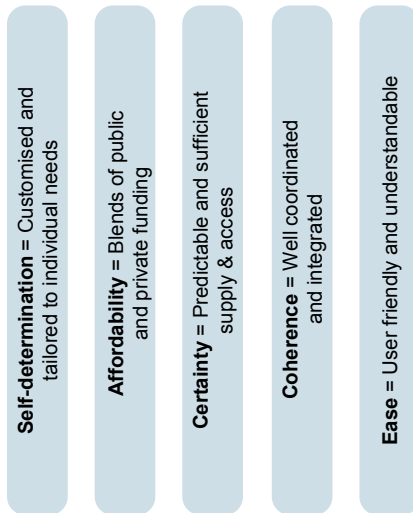 Self-determination = Customised and
tailored to individual needs
Affordability = Blends of public
and private funding
Certainty = Predictable and sufficient
supply & access
Coherence = Well coordinated
and integrated
Ease = User friendly and understandable